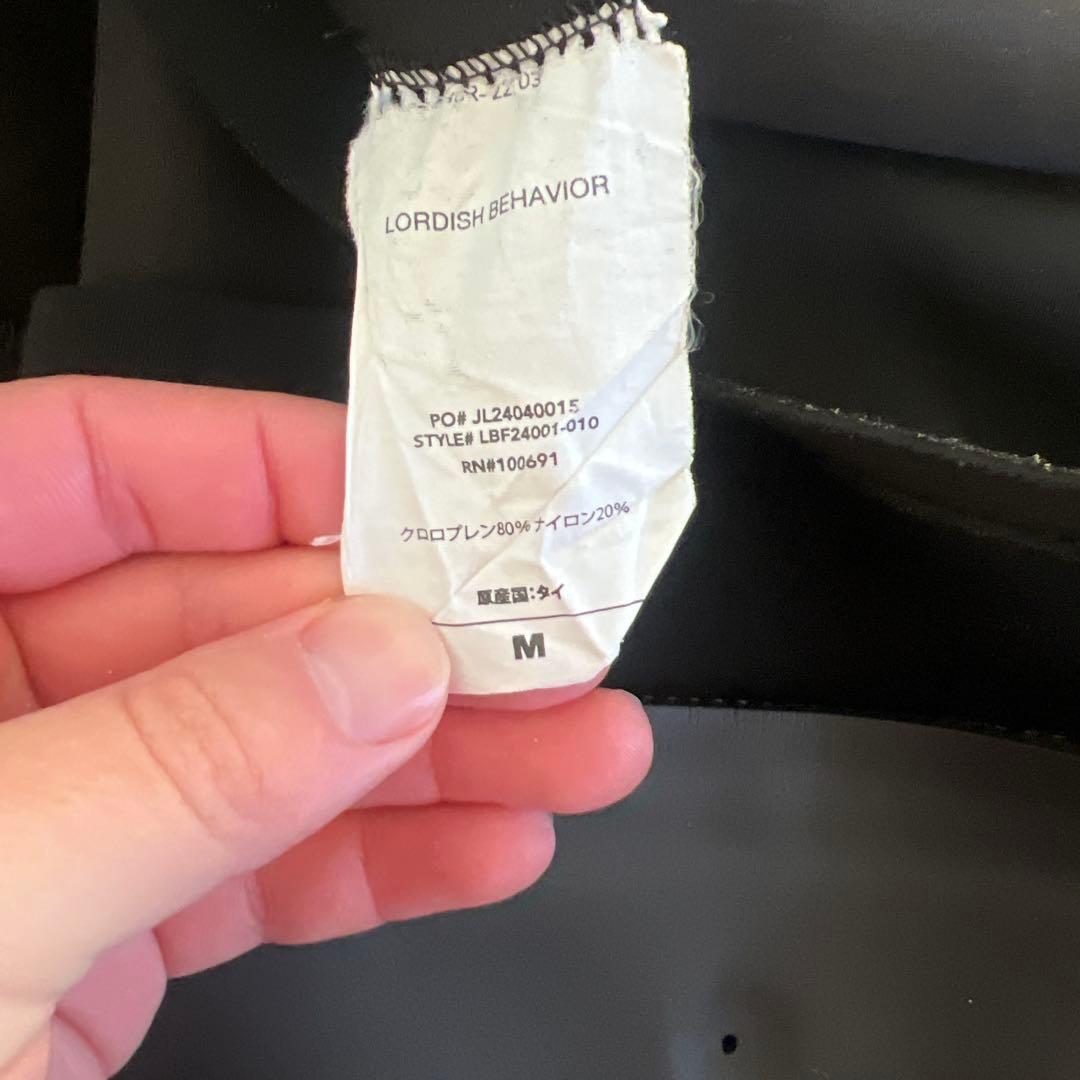 LORDISH BEHAVIOR
PO# JL24040015
STYLE# LBF24001-010
RN#100691
クロロプレン80%ナイロン20%
原産国:タイ
M